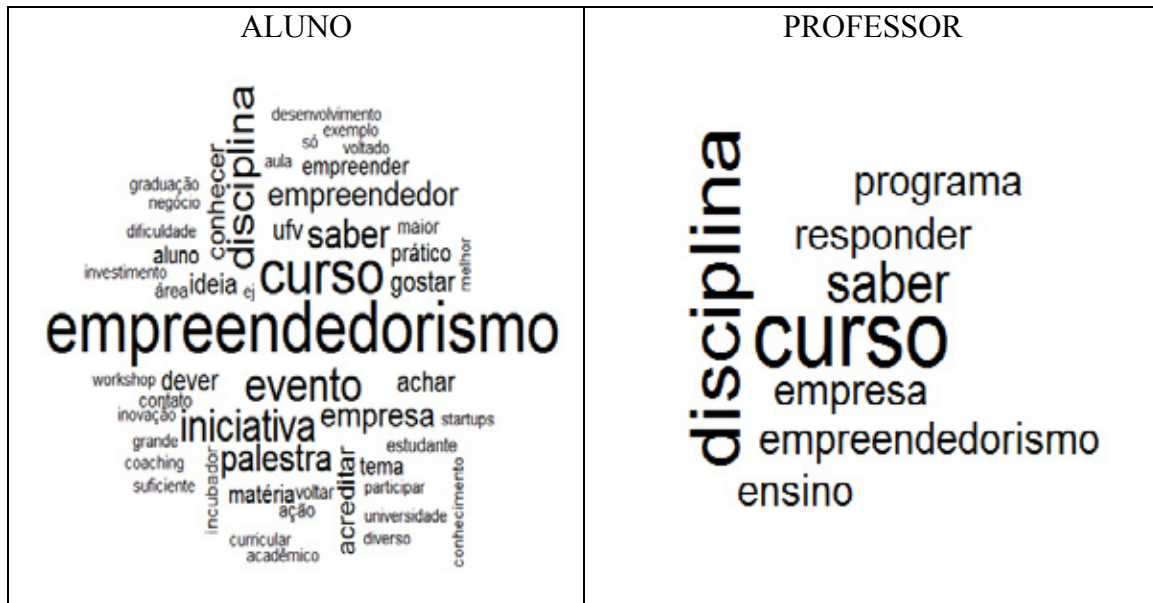 ALUNO
desenvolvimento
exemplo
só
voltado
aula
empreender
disciplina
conhecer
graduação
negócio
empreendedor
dificuldade
ufv
saber
maior
aluno
prático
melhor
investimento
área
ideia
ej
curso
gostar
empreendedorismo
workshop
dever
evento
achar
contato
inovação
iniciativa
empresa
startups
grande
estudante
coaching
palestra
acreditar
tema
suficiente
incubador
matéria
voltar
participar
conhecimento
ação
universidade
curricular
diverso
acadêmico
PROFESSOR
disciplina
programa
responder
saber
curso
empresa
empreendedorismo
ensino